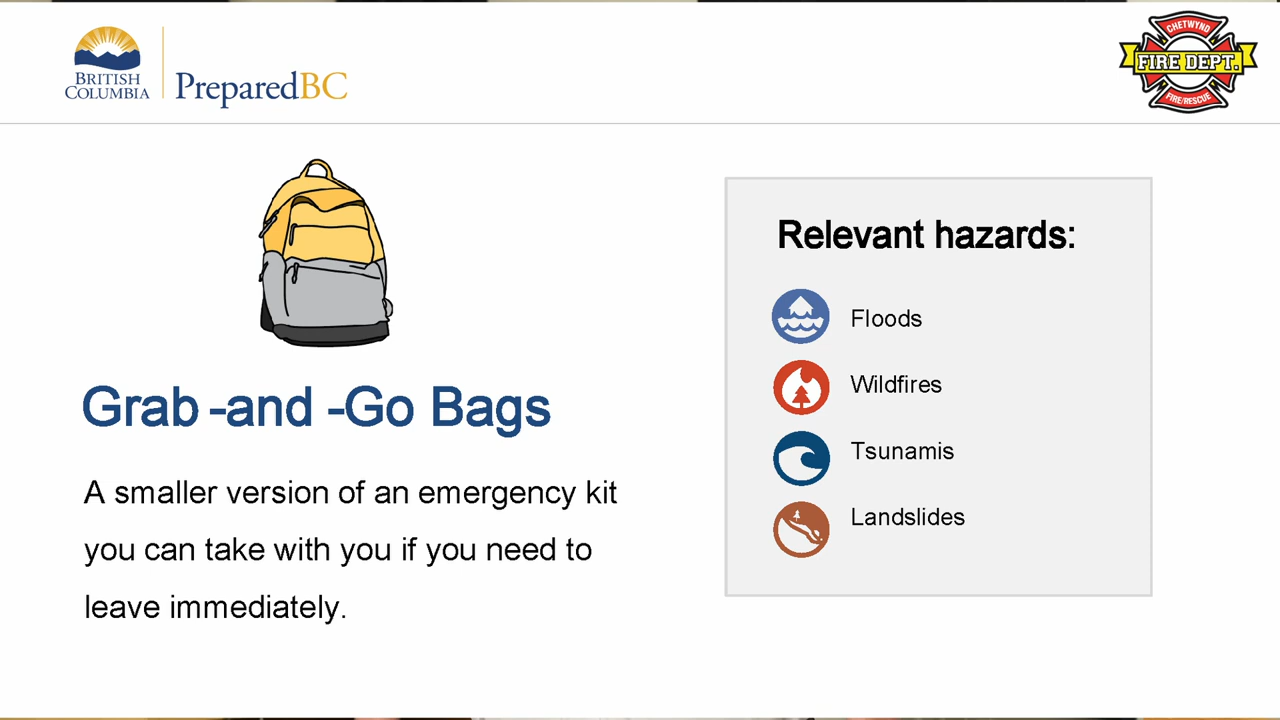 BRITISH
COLUMBIA
PreparedBC
CHETWYND
FIRE DEPT.
FIRE/RESCUE
Grab -and -Go Bags
A smaller version of an emergency kit
you can take with you if you need to
leave immediately.
Relevant hazards:
Floods
Wildfires
Tsunamis
Landslides